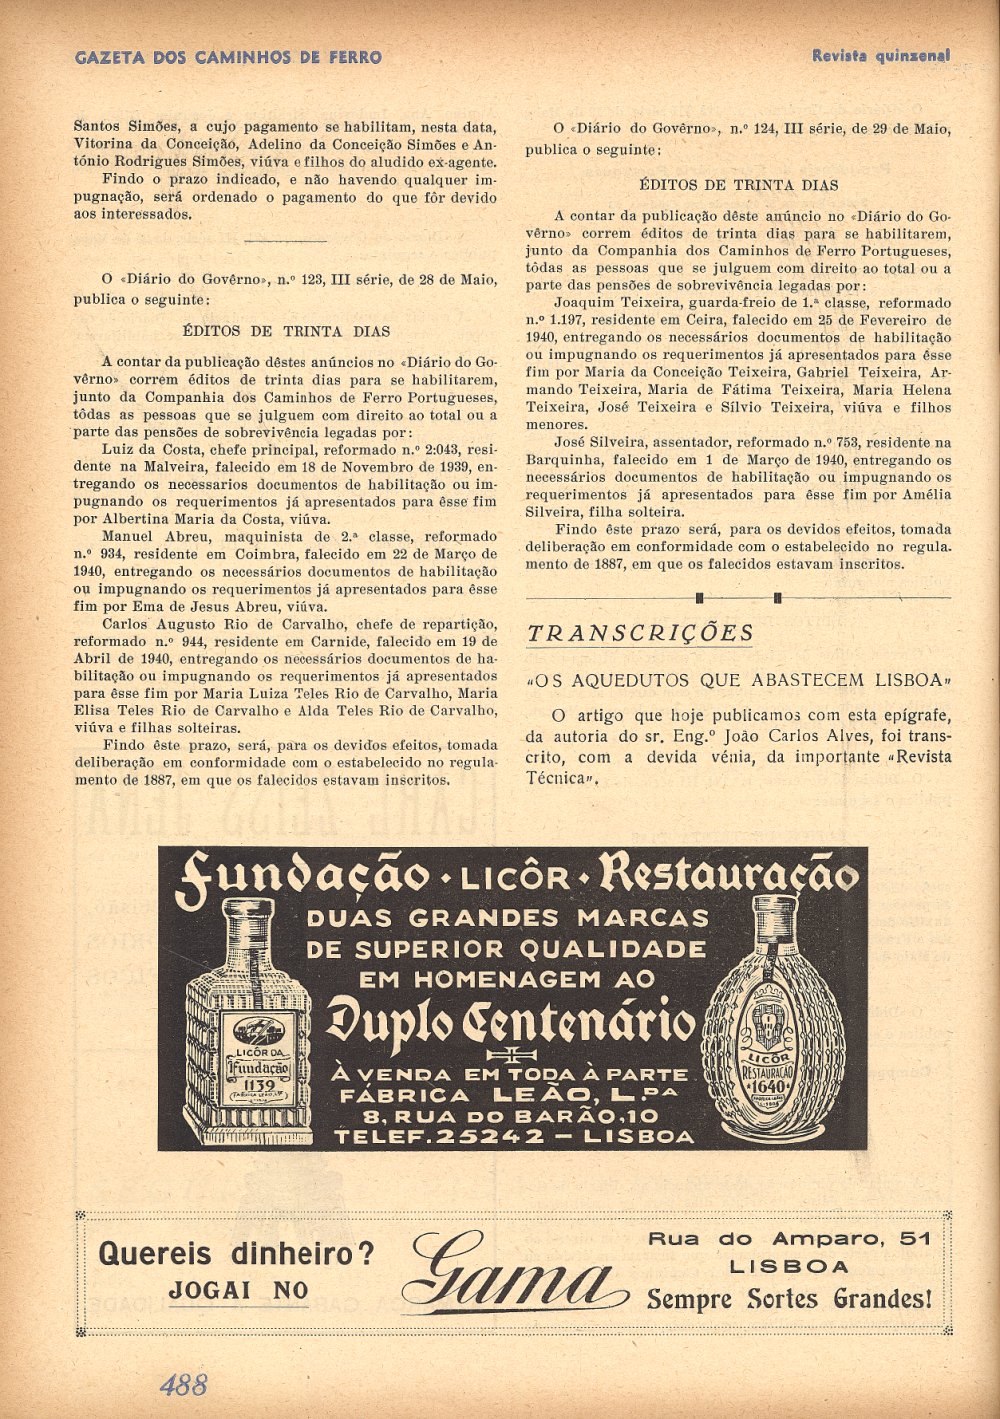 GAZETA DOS CAMINHOS DE FERRO
Revista quinzenal
Santos Simões, a cujo pagamento se habilitam, nesta data,
Vitorina da Conceição, Adelino da Conceição Simões e An-
tónio Rodrigues Simões, viúva e filhos do aludido ex-agente.
Findo o prazo indicado, e não havendo qualquer im-
pugnação, será ordenado o pagamento do que fôr devido
aos interessados.
O «Diário do Govêrno», n.º 123, III série, de 28 de Maio,
publica o seguinte:
ÉDITOS DE TRINTA DIAS
A contar da publicação dêstes anúncios no «Diário do Go-
vêrno» correm éditos de trinta dias para se habilitarem,
junto da Companhia dos Caminhos de Ferro Portugueses,
tôdas as pessoas que se julguem com direito ao total ou a
parte das pensões de sobrevivência legadas por:
Luiz da Costa, chefe principal, reformado n.º 2:043, resi-
dente na Malveira, falecido em 18 de Novembro de 1939, en-
tregando os necessarios documentos de habilitação ou im-
pugnando os requerimentos já apresentados para êsse fim
por Albertina Maria da Costa, viúva.
Manuel Abreu, maquinista de 2.ª classe, reformado
n.º 934, residente em Coimbra, falecido em 22 de Março de
1940, entregando os necessários documentos de habilitação
ou impugnando os requerimentos já apresentados para êsse
fim por Ema de Jesus Abreu, viúva.
Carlos Augusto Rio de Carvalho, chefe de repartição,
reformado n.º 944, residente em Carnide, falecido em 19 de
Abril de 1940, entregando os necessários documentos de ha-
bilitação ou impugnando os requerimentos já apresentados
para êsse fim por Maria Luiza Teles Rio de Carvalho, Maria
Elisa Teles Rio de Carvalho e Alda Teles Rio de Carvalho,
viúva e filhas solteiras.
Findo êste prazo, será, para os devidos efeitos, tomada
deliberação em conformidade com o estabelecido no regula-
mento de 1887, em que os falecidos estavam inscritos.
O «Diário do Govêrno», n.º 124, III série, de 29 de Maio,
publica o seguinte:
ÉDITOS DE TRINTA DIAS
A contar da publicação dêste anúncio no «Diário do Go-
vêrno» correm éditos de trinta dias para se habilitarem,
junto da Companhia dos Caminhos de Ferro Portugueses,
tôdas as pessoas que se julguem com direito ao total ou a
parte das pensões de sobrevivência legadas por:
Joaquim Teixeira, guarda-freio de 1.ª classe, reformado
n.º 1.197, residente em Ceira, falecido em 25 de Fevereiro de
1940, entregando os necessários documentos de habilitação
ou impugnando os requerimentos já apresentados para êsse
fim por Maria da Conceição Teixeira, Gabriel Teixeira, Ar-
mando Teixeira, Maria de Fátima Teixeira, Maria Helena
Teixeira, José Teixeira e Sílvio Teixeira, viúva e filhos
menores.
José Silveira, assentador, reformado n.º 753, residente na
Barquinha, falecido em 1 de Março de 1940, entregando os
necessários documentos de habilitação ou impugnando os
requerimentos já apresentados para êsse fim por Amélia
Silveira, filha solteira.
Findo êste prazo será, para os devidos efeitos, tomada
deliberação em conformidade com o estabelecido no regula.
mento de 1887, em que os falecidos estavam inscritos.
TRANSCRIÇÕES
«OS AQUEDUTOS QUE ABASTECEM LISBOA»
O artigo que hoje publicamos com esta epígrafe,
da autoria do sr. Eng.º João Carlos Alves, foi trans-
crito, com a devida vénia, da importante «Revista
Técnica».
Fundação · LICÔR · Restauração
DUAS GRANDES MARCAS
DE SUPERIOR QUALIDADE
EM HOMENAGEM AO
Duplo Centenário
À VENDA EM TODA À PARTE
FÁBRICA LEÃO, L.DA
8, RUA DO BARÃO, 10
TELEF. 25242 – LISBOA
LICÔR DA
Fundação
1139
FABRICA LEÃO, L.DA
LICÔR
RESTAURAÇÃO
·1640·
FABRICA LEÃO
Quereis dinheiro?
JOGAI NO
Gama
Rua do Amparo, 51
LISBOA
Sempre Sortes Grandes!
488